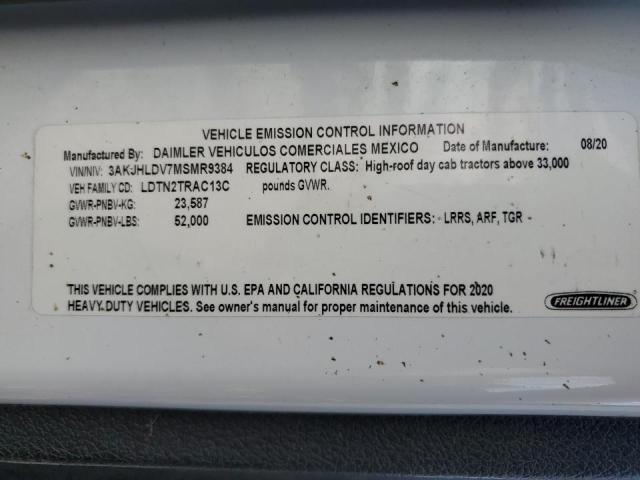 VEHICLE EMISSION CONTROL INFORMATION
Manufactured By: DAIMLER VEHICULOS COMERCIALES MEXICO Date of Manufacture: 08/20
VIN/NIV: 3AKJHLDV7MSMR9384 REGULATORY CLASS: High-roof day cab tractors above 33,000
VEH FAMILY CD: LDTN2TRAC13C pounds GVWR.
GVWR-PNBV-KG: 23,587
GVWR-PNBV-LBS: 52,000 EMISSION CONTROL IDENTIFIERS: - LRRS, ARF, TGR -
THIS VEHICLE COMPLIES WITH U.S. EPA AND CALIFORNIA REGULATIONS FOR 2020
HEAVY-DUTY VEHICLES. See owner's manual for proper maintenance of this vehicle.
FREIGHTLINER